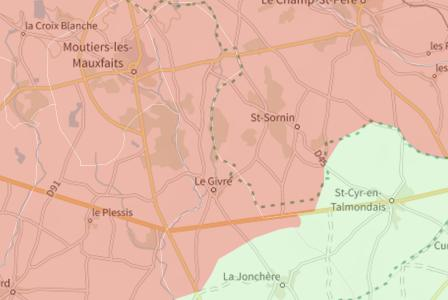 Le Champ-St-Père
la Croix Blanche
Moutiers-les-
Mauxfaits
St-Sornin
D45
Le Givre
D91
St-Cyr-en-
Talmondais
le Plessis
La Jonchère